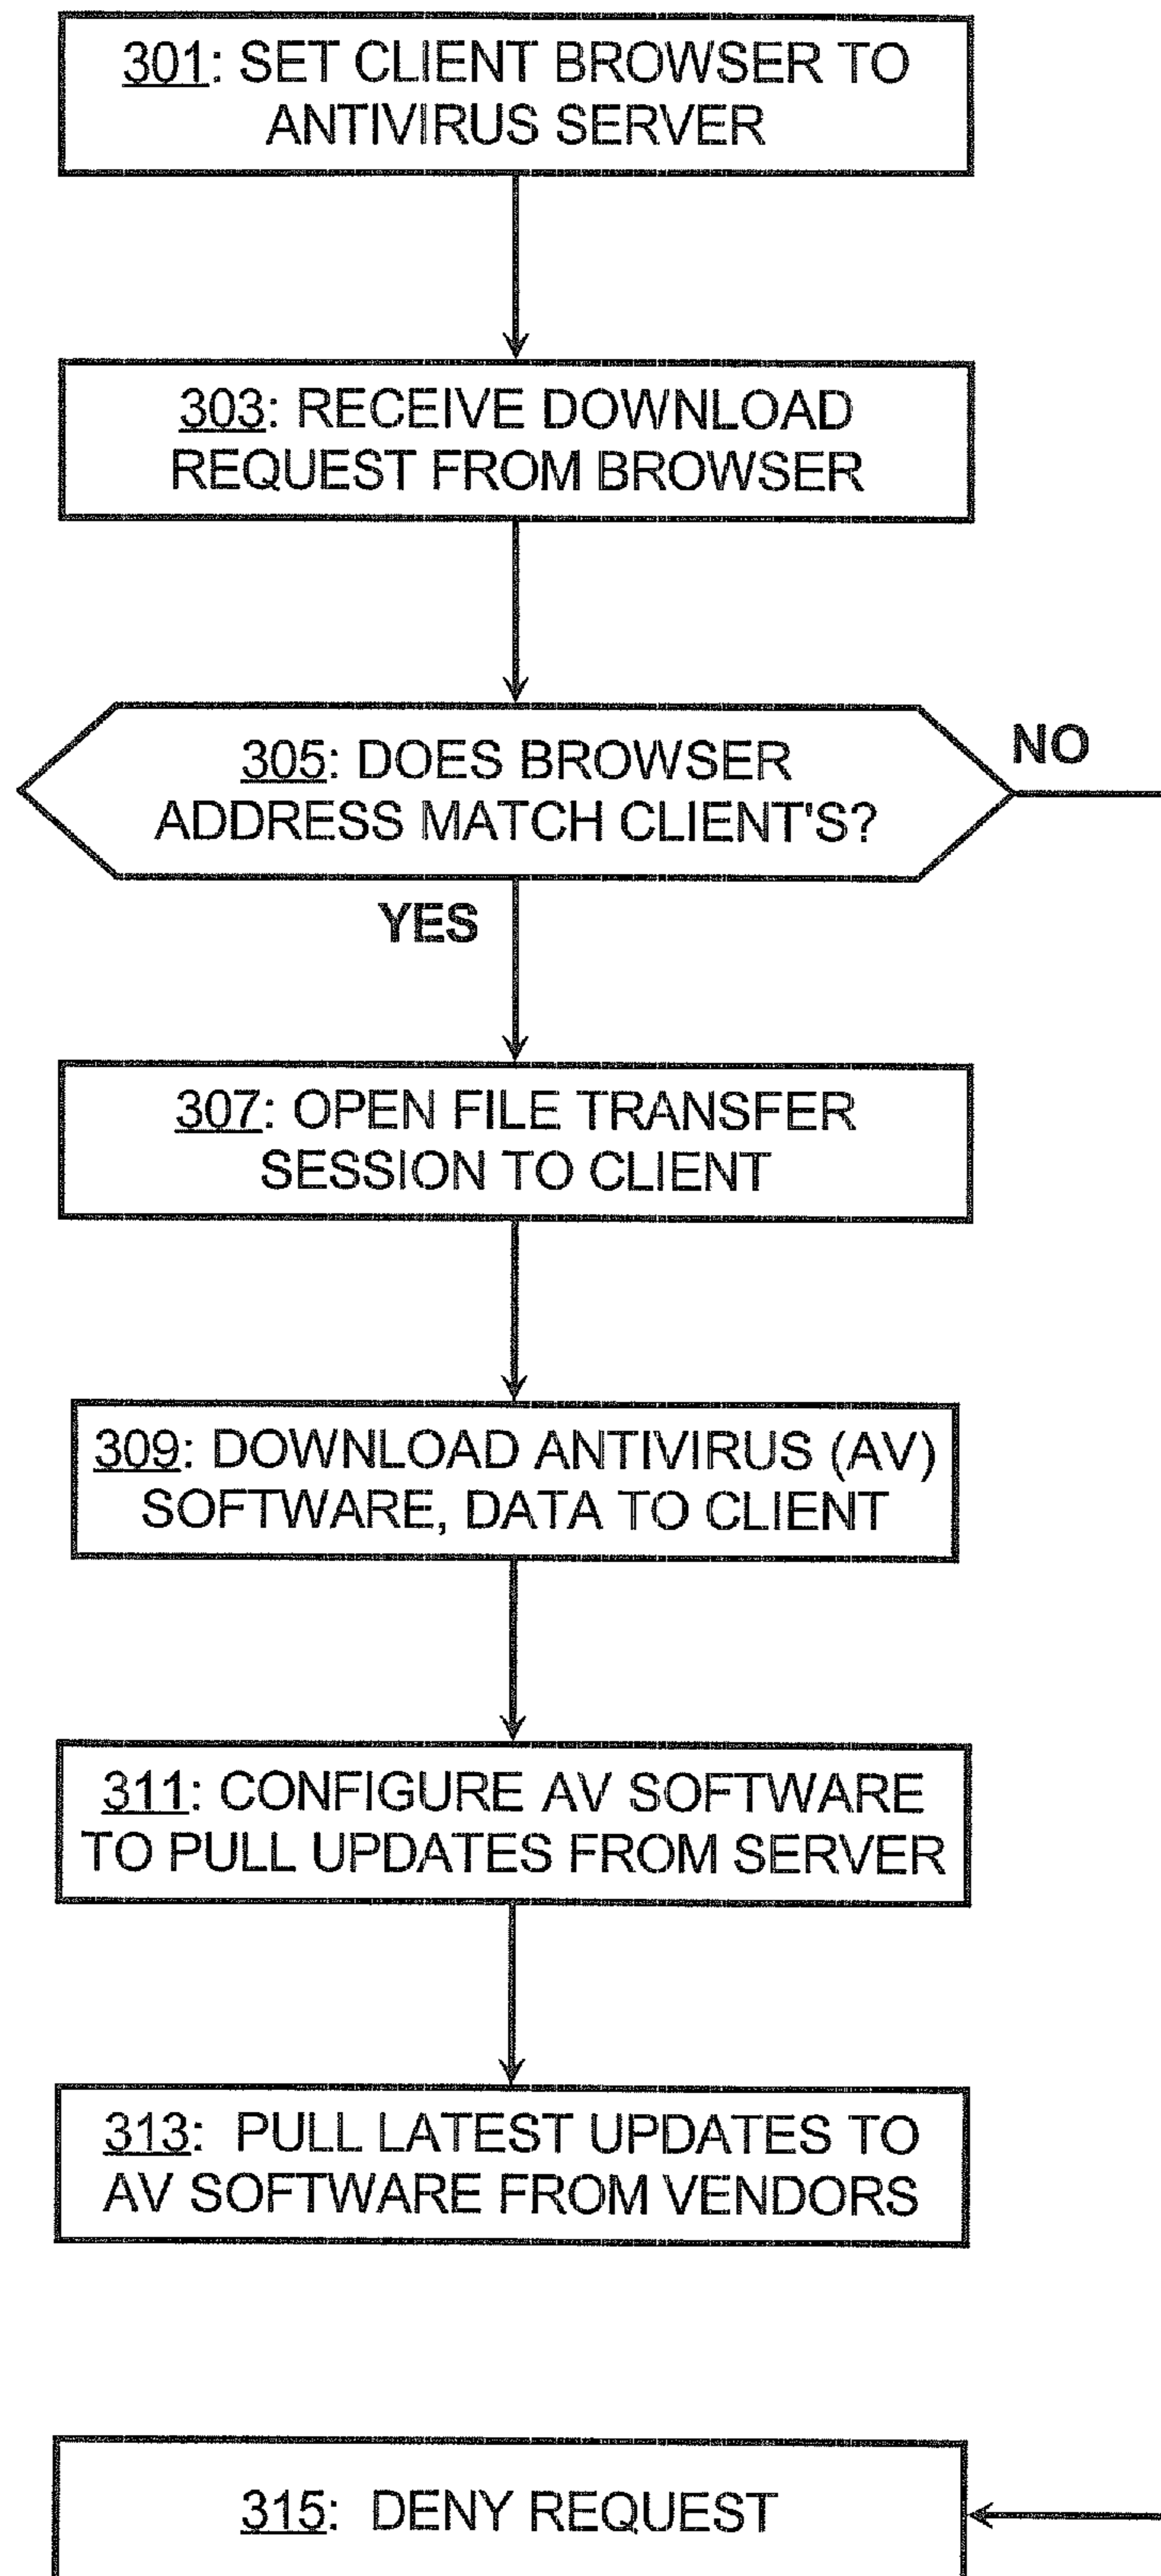 301: SET CLIENT BROWSER TO
ANTIVIRUS SERVER
303: RECEIVE DOWNLOAD
REQUEST FROM BROWSER
305: DOES BROWSER
ADDRESS MATCH CLIENT'S?
NO
YES
307: OPEN FILE TRANSFER
SESSION TO CLIENT
309: DOWNLOAD ANTIVIRUS (AV)
SOFTWARE, DATA TO CLIENT
311: CONFIGURE AV SOFTWARE
TO PULL UPDATES FROM SERVER
313: PULL LATEST UPDATES TO
AV SOFTWARE FROM VENDORS
315: DENY REQUEST